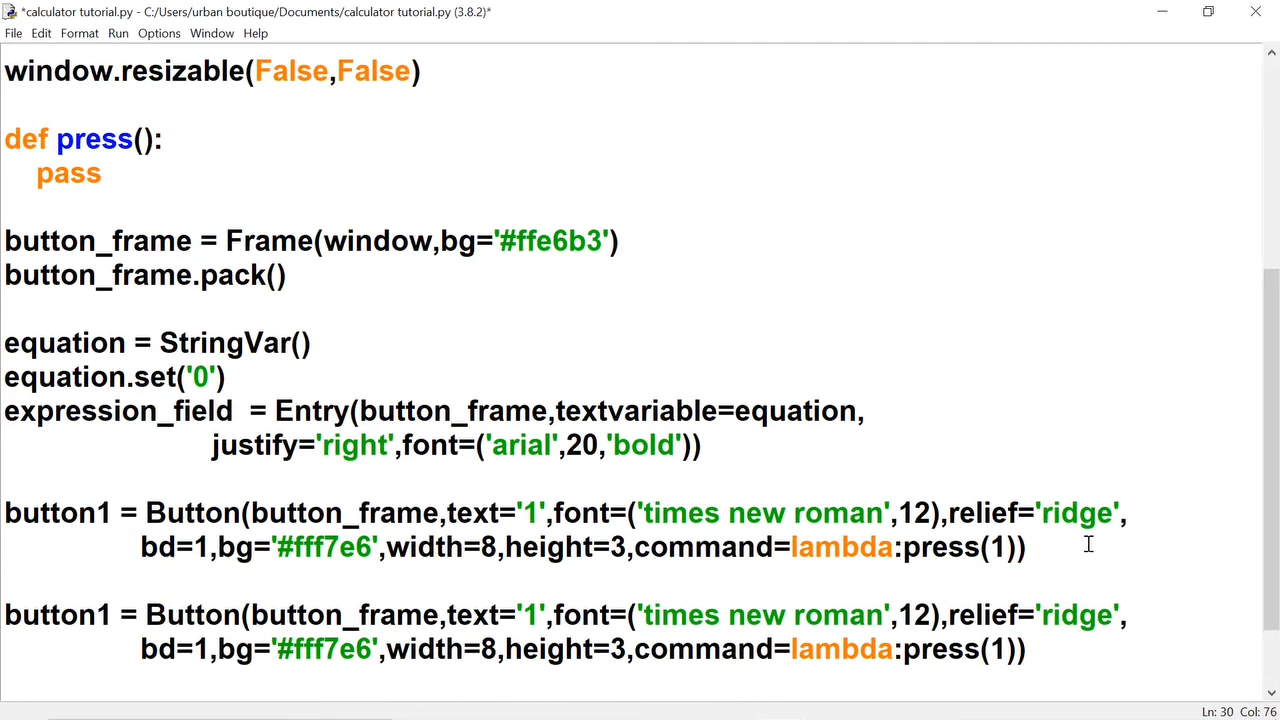 *calculator tutorial.py - C:/Users/urban boutique/Documents/calculator tutorial.py (3.8.2)*
File Edit Format Run Options Window Help
window.resizable(False,False)
def press():
    pass
button_frame = Frame(window,bg='#ffe6b3')
button_frame.pack()
equation = StringVar()
equation.set('0')
expression_field  = Entry(button_frame,textvariable=equation,
                          justify='right',font=('arial',20,'bold'))
button1 = Button(button_frame,text='1',font=('times new roman',12),relief='ridge',
                 bd=1,bg='#fff7e6',width=8,height=3,command=lambda:press(1))
button1 = Button(button_frame,text='1',font=('times new roman',12),relief='ridge',
                 bd=1,bg='#fff7e6',width=8,height=3,command=lambda:press(1))
Ln: 30 Col: 76